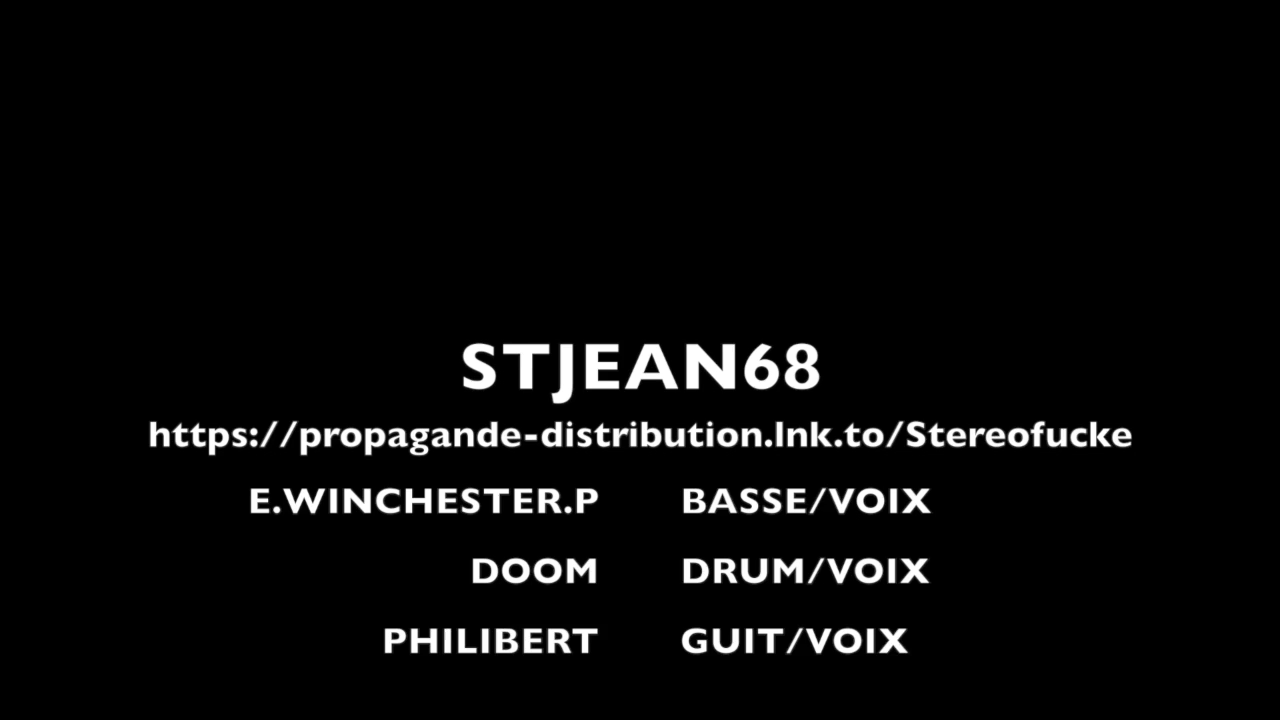 STJEAN68
https://propagande-distribution.lnk.to/Stereofucke
E.WINCHESTER.P BASSE/VOIX
DOOM DRUM/VOIX
PHILIBERT GUIT/VOIX